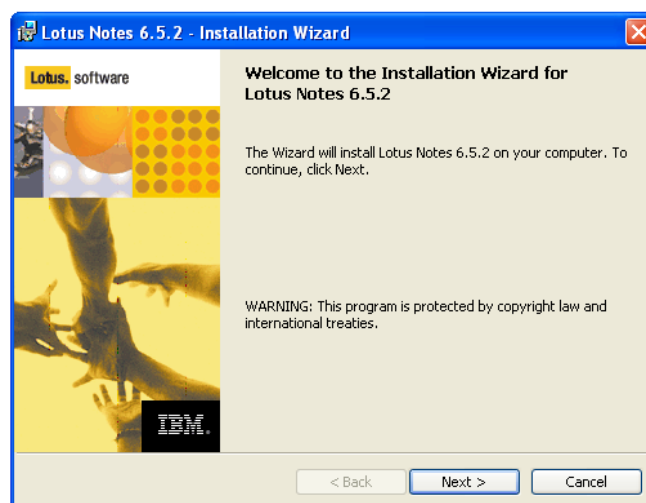 Lotus Notes 6.5.2 - Installation Wizard
Lotus. software
Welcome to the Installation Wizard for
Lotus Notes 6.5.2
The Wizard will install Lotus Notes 6.5.2 on your computer. To
continue, click Next.
WARNING: This program is protected by copyright law and
international treaties.
IBM.
< Back
Next >
Cancel